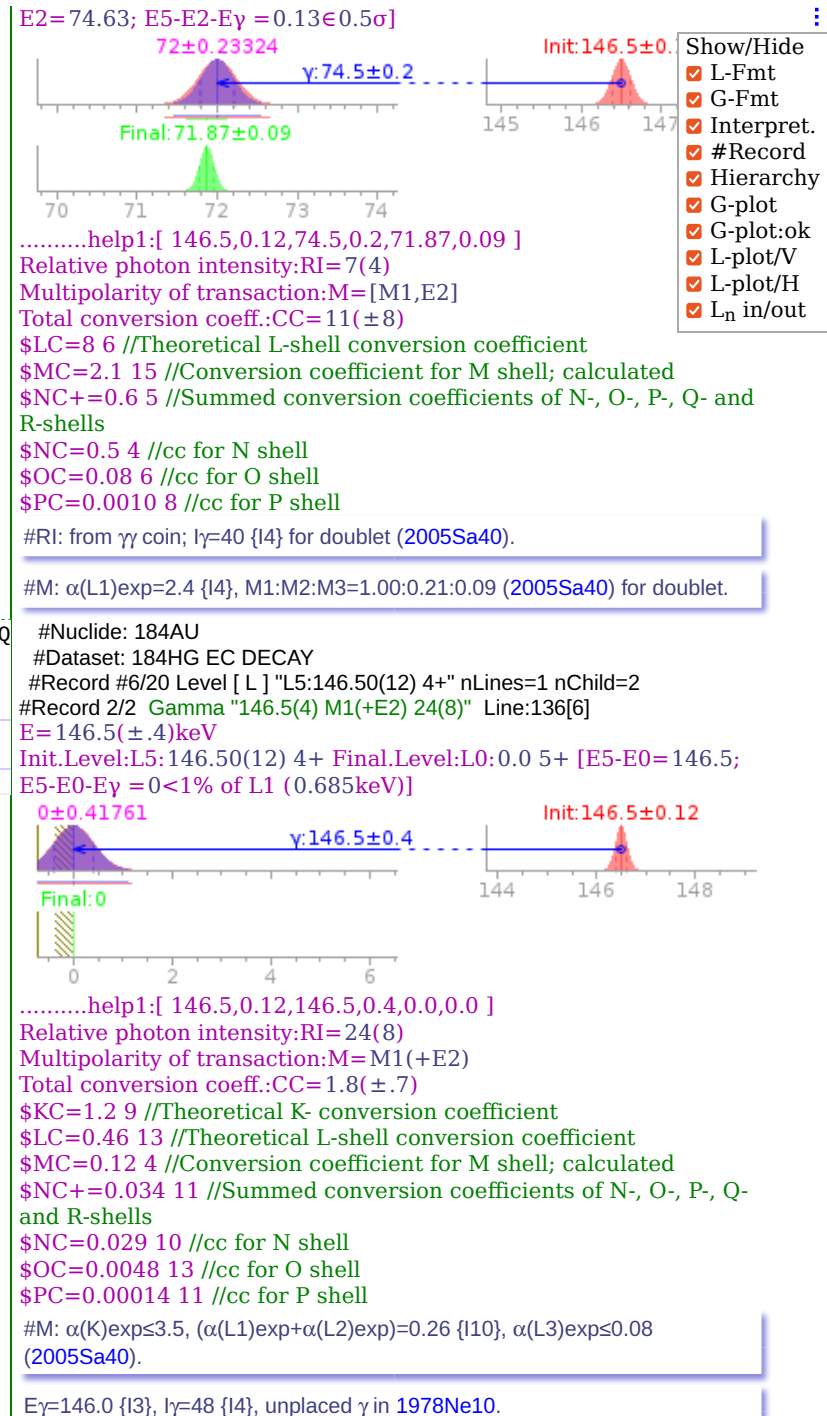 E2=74.63; E5-E2-Eγ =0.13∈0.5σ]
72±0.23324
Init:146.5±0.
γ:74.5±0.2
145 146 147
Final:71.87±0.09
70 71 72 73 74
Show/Hide
L-Fmt
G-Fmt
Interpret.
#Record
Hierarchy
G-plot
G-plot:ok
L-plot/V
L-plot/H
Ln in/out
..........help1:[ 146.5,0.12,74.5,0.2,71.87,0.09 ]
Relative photon intensity:RI=7(4)
Multipolarity of transaction:M=[M1,E2]
Total conversion coeff.:CC=11(±8)
$LC=8 6 //Theoretical L-shell conversion coefficient
$MC=2.1 15 //Conversion coefficient for M shell; calculated
$NC+=0.6 5 //Summed conversion coefficients of N-, O-, P-, Q- and
R-shells
$NC=0.5 4 //cc for N shell
$OC=0.08 6 //cc for O shell
$PC=0.0010 8 //cc for P shell
#RI: from γγ coin; Iγ=40 {I4} for doublet (2005Sa40).
#M: α(L1)exp=2.4 {I4}, M1:M2:M3=1.00:0.21:0.09 (2005Sa40) for doublet.
Q
#Nuclide: 184AU
#Dataset: 184HG EC DECAY
#Record #6/20 Level [ L ] "L5:146.50(12) 4+" nLines=1 nChild=2
#Record 2/2 Gamma "146.5(4) M1(+E2) 24(8)" Line:136[6]
E=146.5(±.4)keV
Init.Level:L5:146.50(12) 4+ Final.Level:L0:0.0 5+ [E5-E0=146.5;
E5-E0-Eγ =0<1% of L1 (0.685keV)]
0±0.41761
Init:146.5±0.12
γ:146.5±0.4
144 146 148
Final:0
0 2 4 6
..........help1:[ 146.5,0.12,146.5,0.4,0.0,0.0 ]
Relative photon intensity:RI=24(8)
Multipolarity of transaction:M=M1(+E2)
Total conversion coeff.:CC=1.8(±.7)
$KC=1.2 9 //Theoretical K- conversion coefficient
$LC=0.46 13 //Theoretical L-shell conversion coefficient
$MC=0.12 4 //Conversion coefficient for M shell; calculated
$NC+=0.034 11 //Summed conversion coefficients of N-, O-, P-, Q-
and R-shells
$NC=0.029 10 //cc for N shell
$OC=0.0048 13 //cc for O shell
$PC=0.00014 11 //cc for P shell
#M: α(K)exp≤3.5, (α(L1)exp+α(L2)exp)=0.26 {I10}, α(L3)exp≤0.08
(2005Sa40).
Eγ=146.0 {I3}, Iγ=48 {I4}, unplaced γ in 1978Ne10.